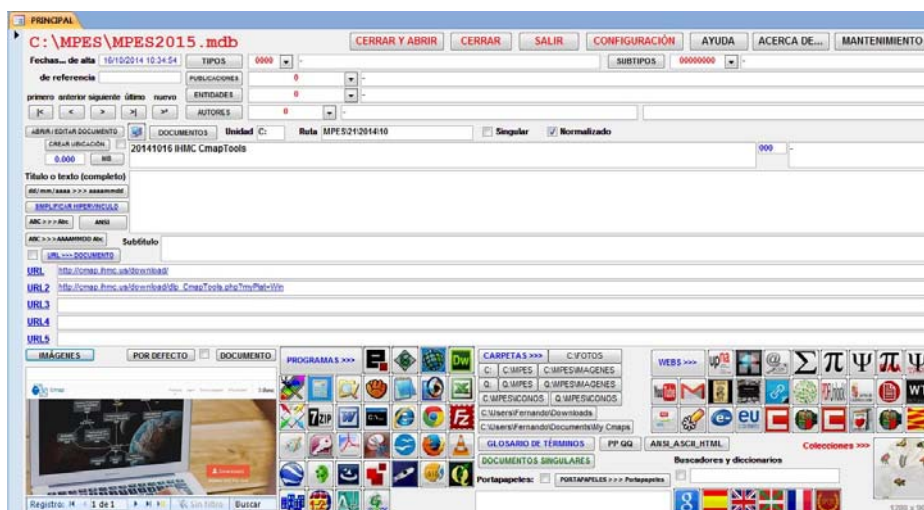 PRINCIPAL
C:\MPES\MPES2015.mdb CERRAR Y ABRIR CERRAR SALIR CONFIGURACIÓN AYUDA ACERCA DE... MANTENIMIENTO
Fechas... de alta 16/10/2014 10:34:54 TIPOS 0000 - SUBTIPOS 00000000 -
de referencia PUBLICACIONES 0 -
primero anterior siguiente último nuevo ENTIDADES 0 -
|< < > >| >* AUTORES 0 -
ABRIR / EDITAR DOCUMENTO DOCUMENTOS Unidad C: Ruta MPES\21\2014\10 Singular Normalizado
CREAR UBICACIÓN 20141016 IHMC CmapTools 000 -
0.000 MB
Título o texto (completo)
dd/mm/aaaa >>> aaaammdd
SIMPLIFICAR HIPERVÍNCULO
ABC >>> Abc ANSI
ABC >>> AAAAMMDD Abc Subtítulo
URL >>> DOCUMENTO
URL http://cmap.ihmc.us/download/
URL2 http://cmap.ihmc.us/download/dlp_CmapTools.php?myPlat=Win
URL3
URL4
URL5
IMÁGENES POR DEFECTO DOCUMENTO PROGRAMAS >>> Dw CARPETAS >>> C:\FOTOS WEBS >>> upna @ Σ π Ψ
C: C:\MPES C:\MPES\IMAGENES
Q: Q:\MPES Q:\MPES\IMAGENES
7ZIP W C:\MPES\ICONOS Q:\MPES\ICONOS eu
C:\Users\Fernando\Downloads
C:\Users\Fernando\Documents\My Cmaps
GLOSARIO DE TÉRMINOS PP QQ ANSI_ASCII_HTML Colecciones >>>
DOCUMENTOS SINGULARES Buscadores y diccionarios
Portapapeles: PORTAPAPELES >>> Portapapeles
Registro: 1 de 1 Sin filtro Buscar